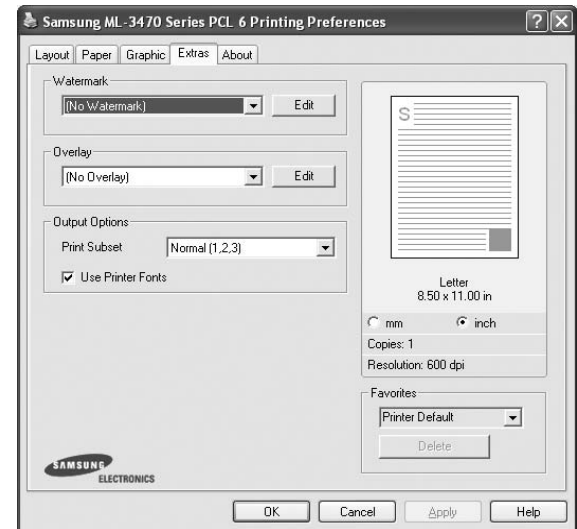 Samsung ML-3470 Series PCL 6 Printing Preferences
Layout Paper Graphic Extras About
Watermark
(No Watermark) Edit
Overlay
(No Overlay) Edit
Output Options
Print Subset Normal (1,2,3)
Use Printer Fonts
S
Letter
8.50 x 11.00 in
mm inch
Copies: 1
Resolution: 600 dpi
Favorites
Printer Default
Delete
SAMSUNG
ELECTRONICS
OK Cancel Apply Help